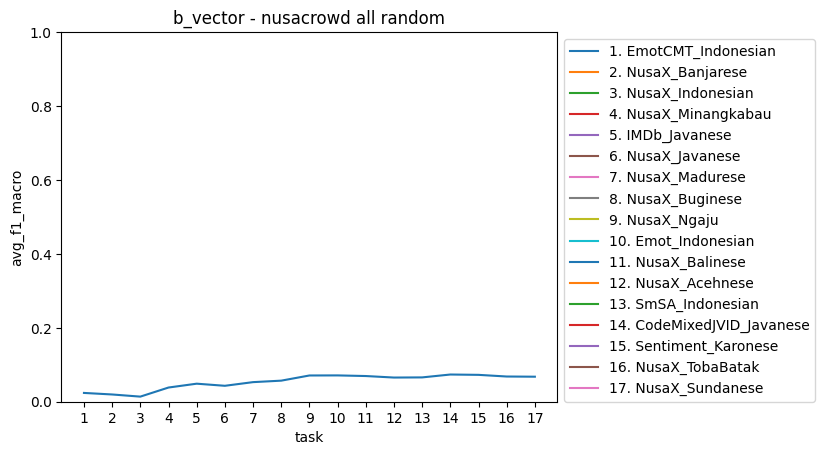 b_vector - nusacrowd all random
1.0
0.8
0.6
0.4
0.2
0.0
avg_f1_macro
1 2 3 4 5 6 7 8 9 10 11 12 13 14 15 16 17
task
1. EmotCMT_Indonesian
2. NusaX_Banjarese
3. NusaX_Indonesian
4. NusaX_Minangkabau
5. IMDb_Javanese
6. NusaX_Javanese
7. NusaX_Madurese
8. NusaX_Buginese
9. NusaX_Ngaju
10. Emot_Indonesian
11. NusaX_Balinese
12. NusaX_Acehnese
13. SmSA_Indonesian
14. CodeMixedJVID_Javanese
15. Sentiment_Karonese
16. NusaX_TobaBatak
17. NusaX_Sundanese